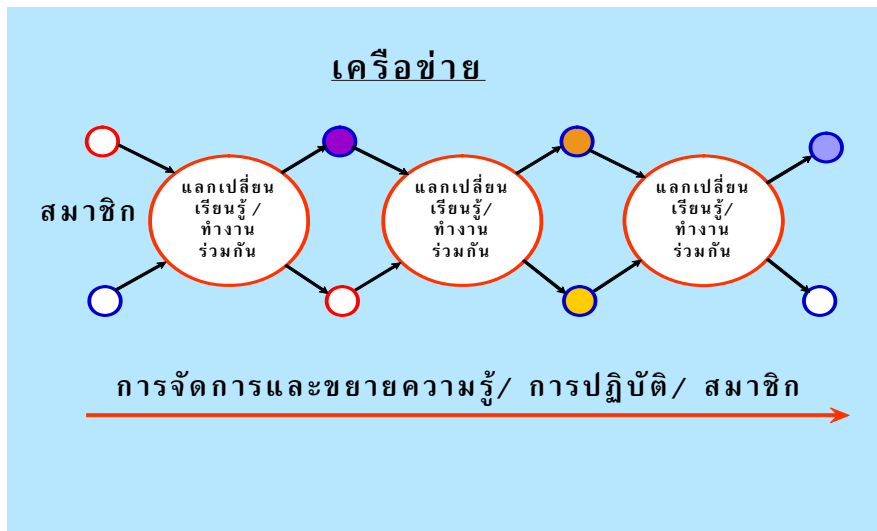 เครือข่าย
สมาชิก
แลกเปลี่ยน
เรียนรู้ /
ทำงาน
ร่วมกัน
แลกเปลี่ยน
เรียนรู้/
ทำงาน
ร่วมกัน
แลกเปลี่ยน
เรียนรู้/
ทำงาน
ร่วมกัน
การจัดการและขยายความรู้/ การปฏิบัติ/ สมาชิก